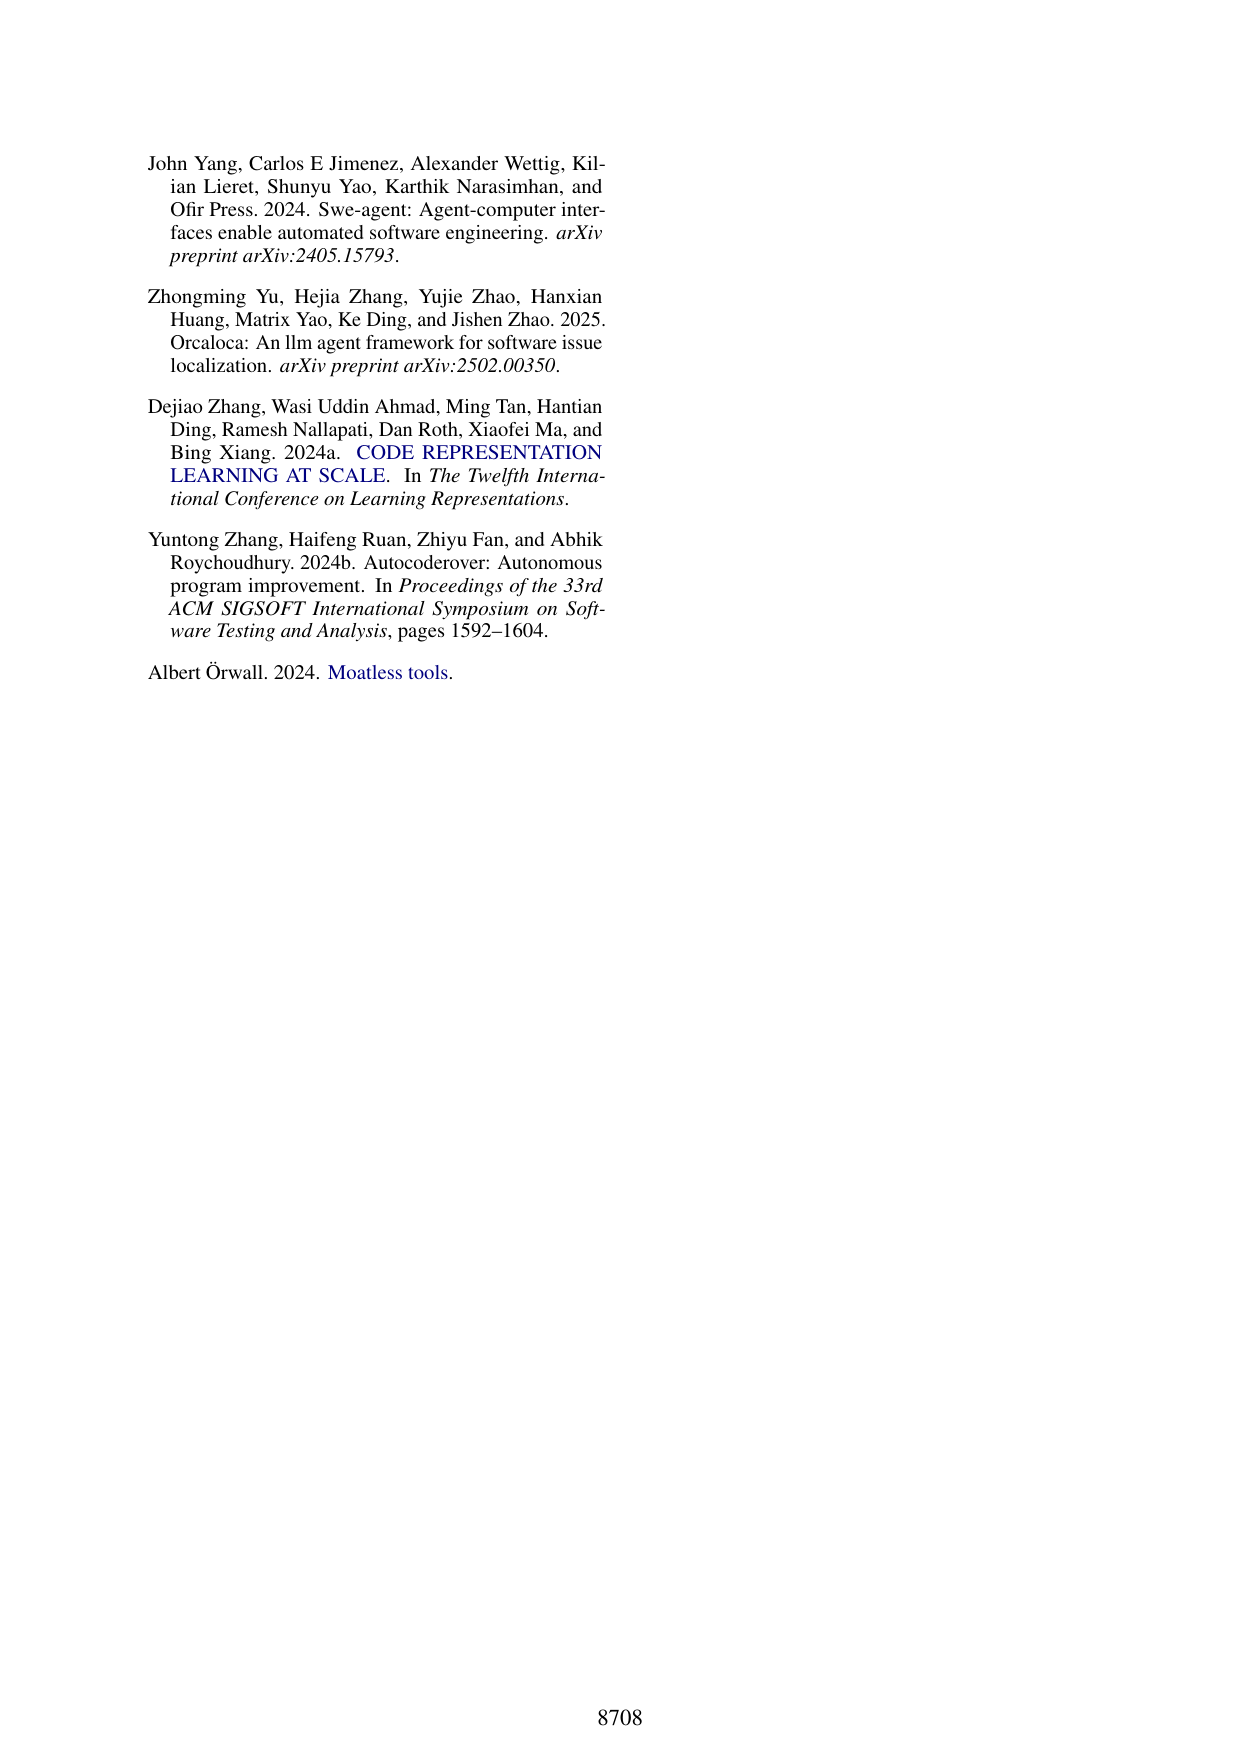 John Yang, Carlos E Jimenez, Alexander Wettig, Kil-
ian Lieret, Shunyu Yao, Karthik Narasimhan, and
Ofir Press. 2024. Swe-agent: Agent-computer inter-
faces enable automated software engineering. arXiv
preprint arXiv:2405.15793.
Zhongming Yu, Hejia Zhang, Yujie Zhao, Hanxian
Huang, Matrix Yao, Ke Ding, and Jishen Zhao. 2025.
Orcaloca: An llm agent framework for software issue
localization. arXiv preprint arXiv:2502.00350.
Dejiao Zhang, Wasi Uddin Ahmad, Ming Tan, Hantian
Ding, Ramesh Nallapati, Dan Roth, Xiaofei Ma, and
Bing Xiang. 2024a. CODE REPRESENTATION
LEARNING AT SCALE. In The Twelfth Interna-
tional Conference on Learning Representations.
Yuntong Zhang, Haifeng Ruan, Zhiyu Fan, and Abhik
Roychoudhury. 2024b. Autocoderover: Autonomous
program improvement. In Proceedings of the 33rd
ACM SIGSOFT International Symposium on Soft-
ware Testing and Analysis, pages 1592–1604.
Albert Örwall. 2024. Moatless tools.
8708